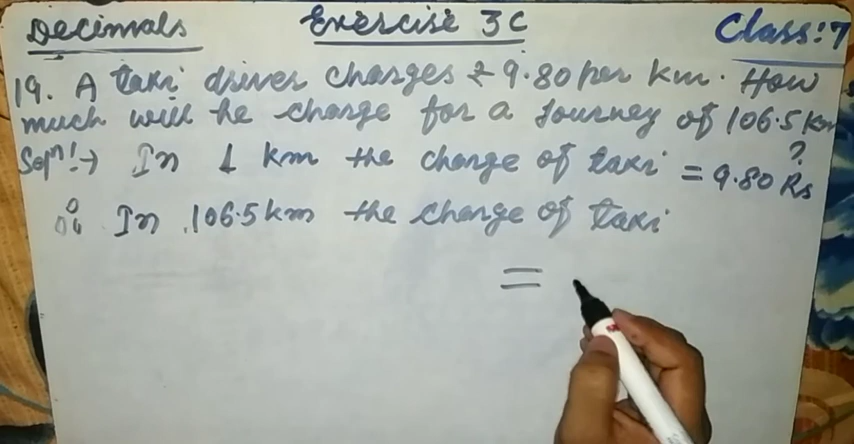 Decimals Exercise 3C Class:7
19. A taxi driver charges ₹ 9.80 per km. How
much will he charge for a journey of 106.5 km
?
Solⁿ:→ In 1 km the charge of taxi = 9.80 Rs
∴ In 106.5 km the charge of taxi
=